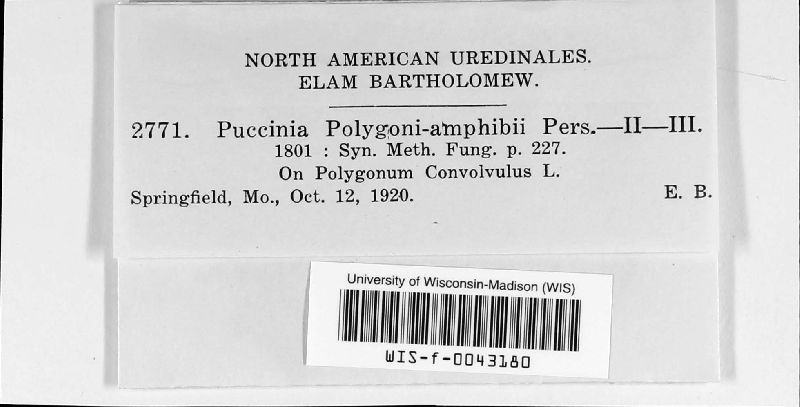 NORTH AMERICAN UREDINALES.
ELAM BARTHOLOMEW.
2771. Puccinia Polygoni-amphibii Pers.—II—III.
1801 : Syn. Meth. Fung. p. 227.
On Polygonum Convolvulus L.
Springfield, Mo., Oct. 12, 1920. E. B.
University of Wisconsin-Madison (WIS)
WIS-f-0043180